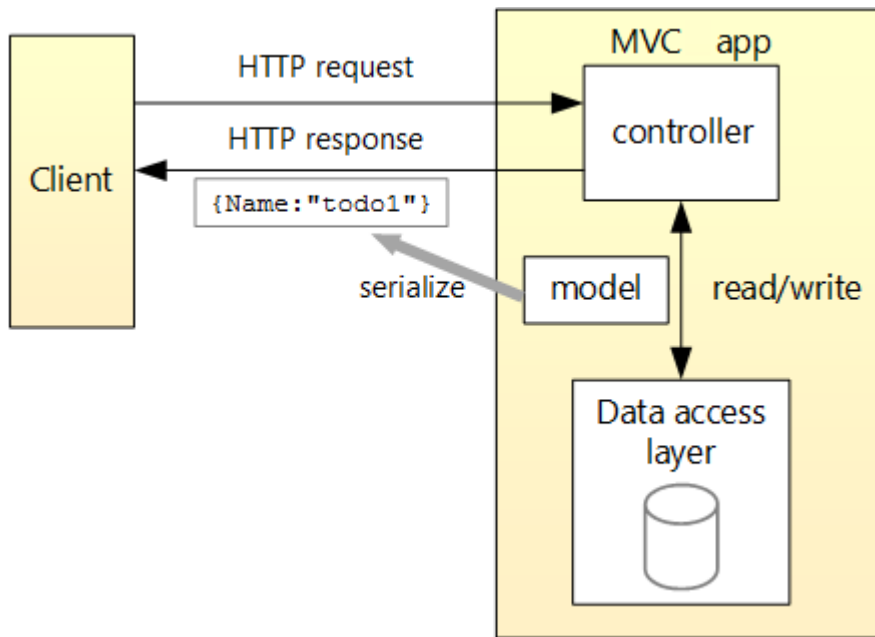 MVC app
HTTP request
controller
HTTP response
Client
{Name:"todo1"}
serialize
model
read/write
Data access
layer